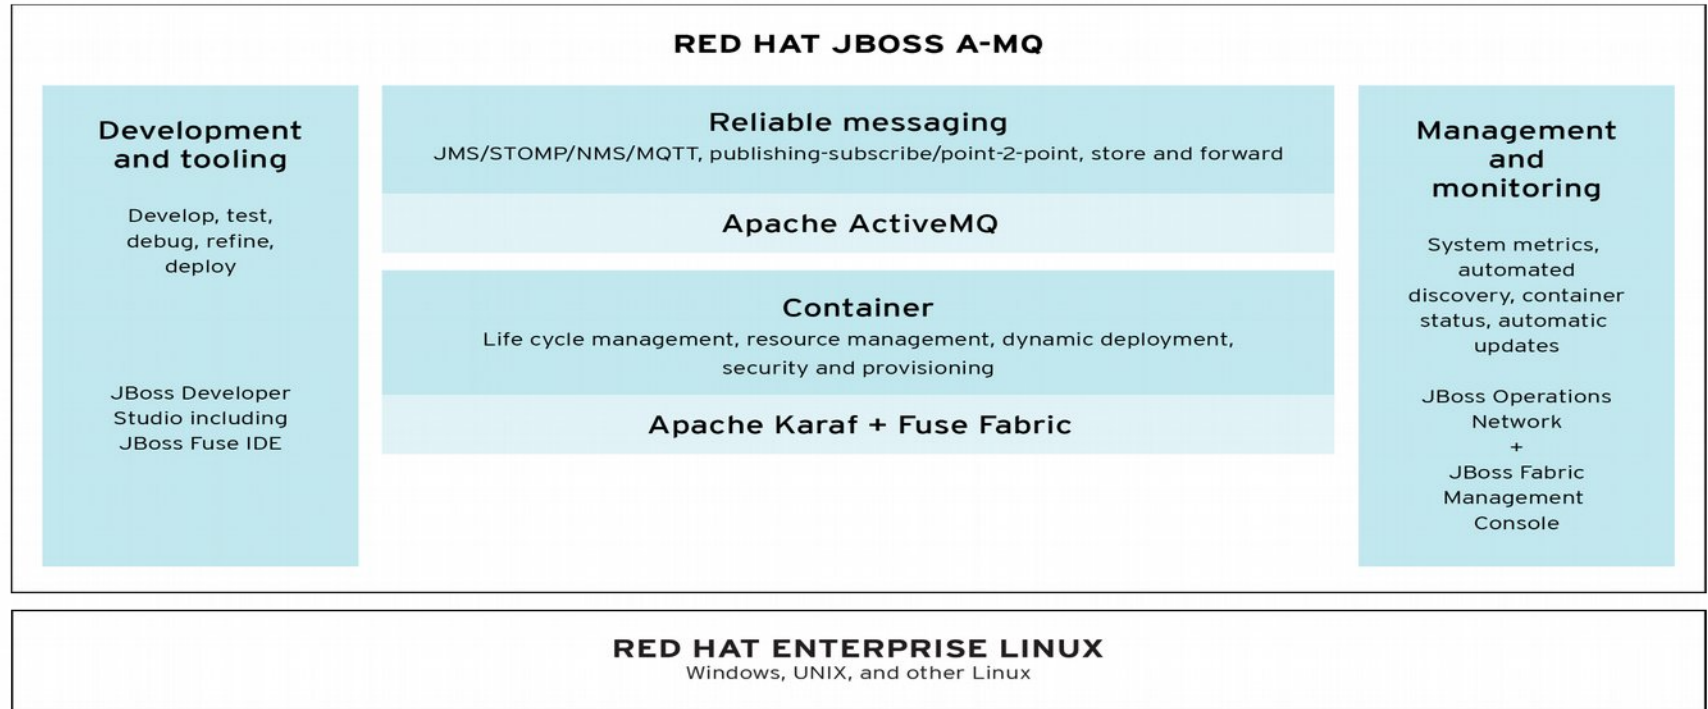 RED HAT JBOSS A-MQ
Development
and tooling
Develop, test,
debug, refine,
deploy
JBoss Developer
Studio including
JBoss Fuse IDE
Reliable messaging
JMS/STOMP/NMS/MQTT, publishing-subscribe/point-2-point, store and forward
Apache ActiveMQ
Container
Life cycle management, resource management, dynamic deployment,
security and provisioning
Apache Karaf + Fuse Fabric
Management
and
monitoring
System metrics,
automated
discovery, container
status, automatic
updates
JBoss Operations
Network
+
JBoss Fabric
Management
Console
RED HAT ENTERPRISE LINUX
Windows, UNIX, and other Linux